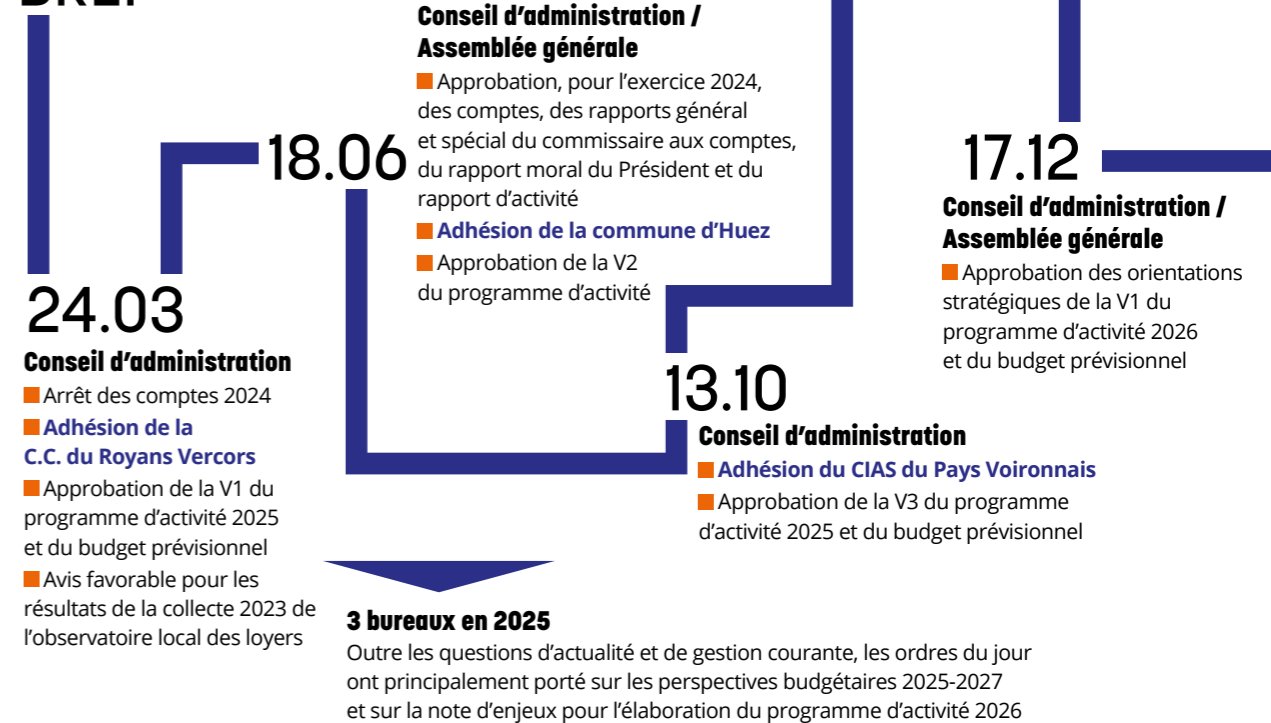 24.03
Conseil d'administration
Arrêt des comptes 2024
Adhésion de la
C.C. du Royans Vercors
Approbation de la V1 du
programme d'activité 2025
et du budget prévisionnel
Avis favorable pour les
résultats de la collecte 2023 de
l'observatoire local des loyers
18.06
Conseil d'administration /
Assemblée générale
Approbation, pour l'exercice 2024,
des comptes, des rapports général
et spécial du commissaire aux comptes,
du rapport moral du Président et du
rapport d'activité
Adhésion de la commune d'Huez
Approbation de la V2
du programme d'activité
13.10
Conseil d'administration
Adhésion du CIAS du Pays Voironnais
Approbation de la V3 du programme
d'activité 2025 et du budget prévisionnel
17.12
Conseil d'administration /
Assemblée générale
Approbation des orientations
stratégiques de la V1 du
programme d'activité 2026
et du budget prévisionnel
3 bureaux en 2025
Outre les questions d'actualité et de gestion courante, les ordres du jour
ont principalement porté sur les perspectives budgétaires 2025-2027
et sur la note d'enjeux pour l'élaboration du programme d'activité 2026